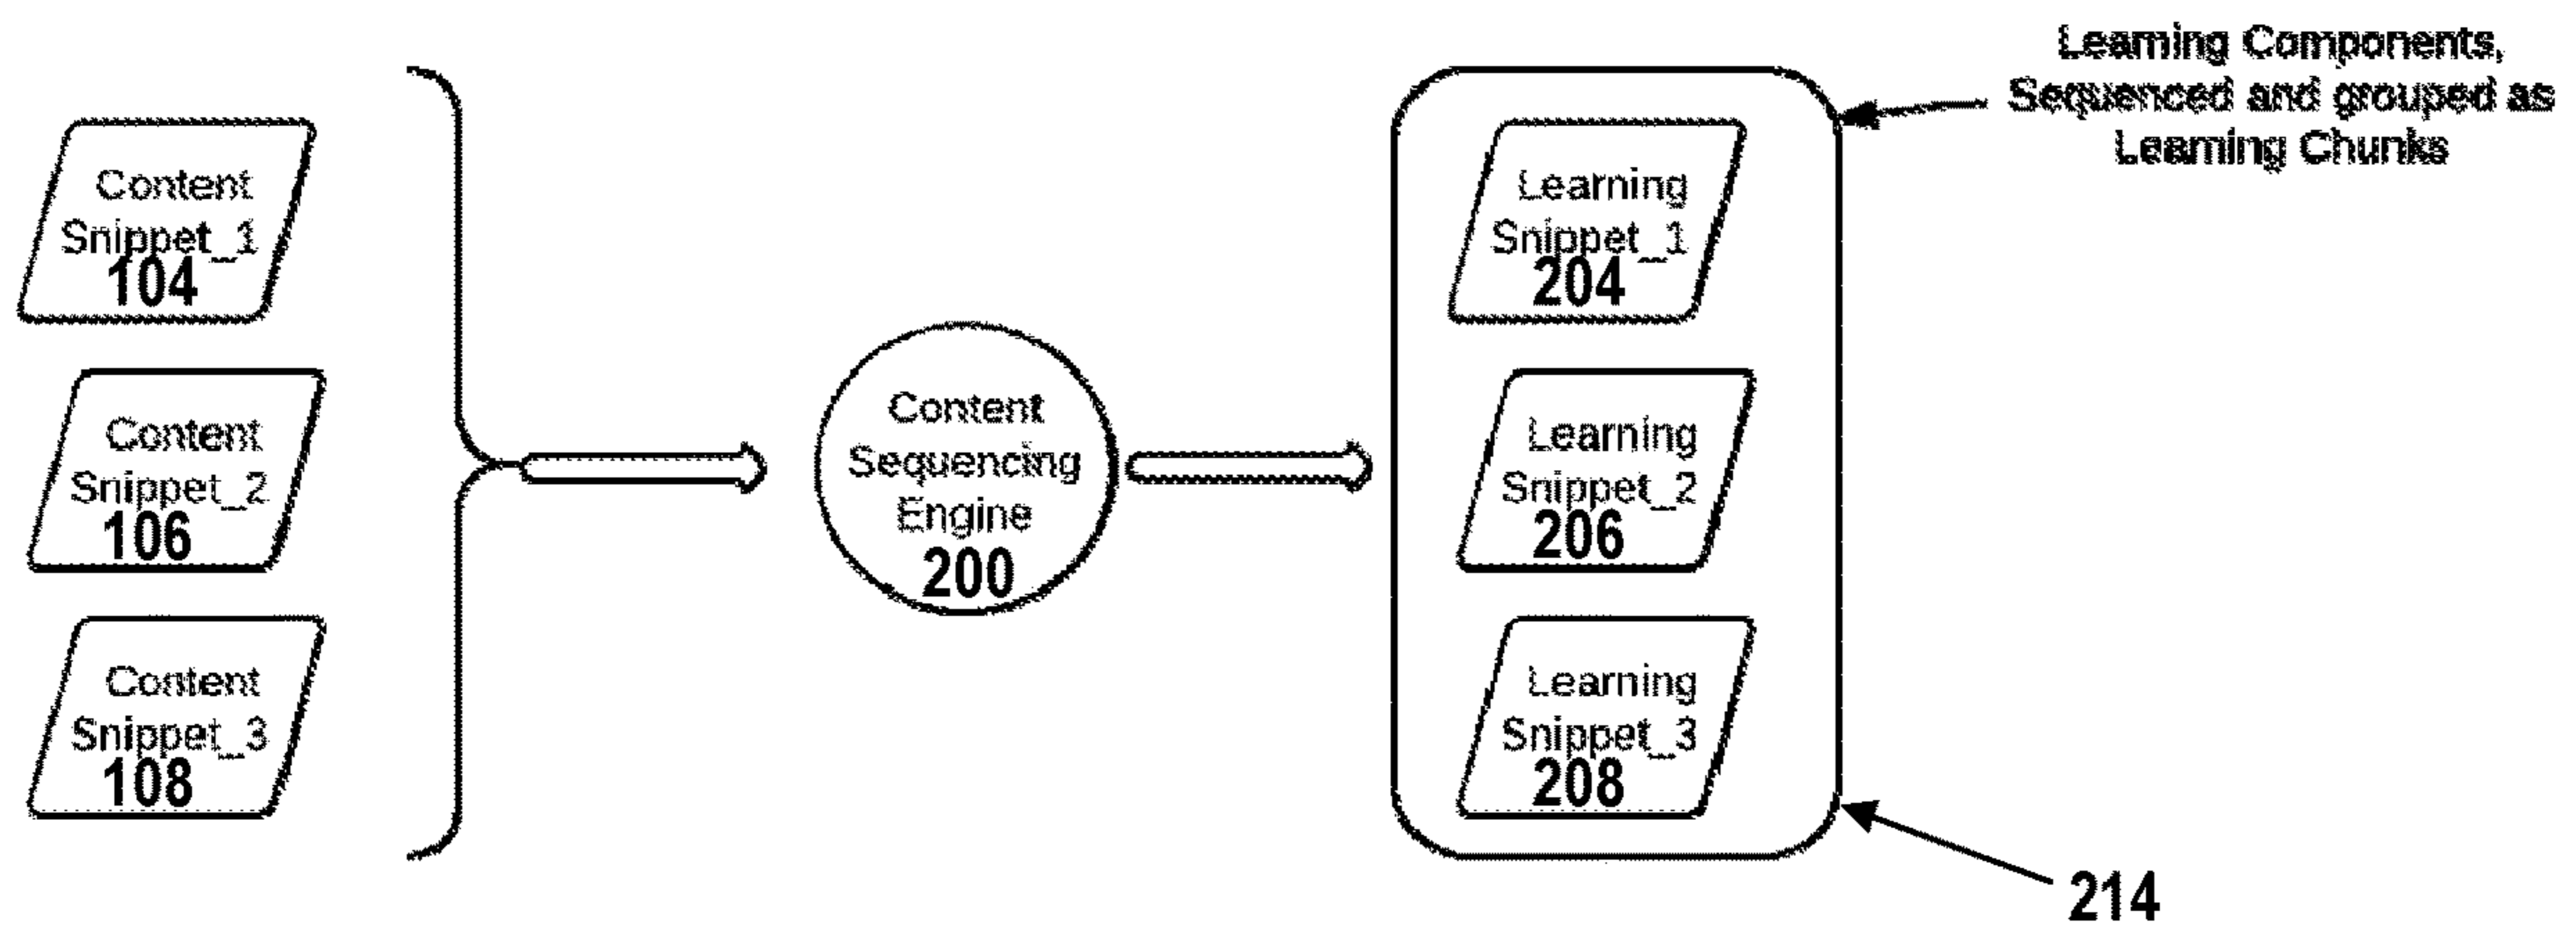 Content
Snippet_1
104
Content
Snippet_2
106
Content
Snippet_3
108
Content
Sequencing
Engine
200
Learning
Snippet_1
204
Learning
Snippet_2
206
Learning
Snippet_3
208
Learning Components,
Sequenced and grouped as
Learning Chunks
214